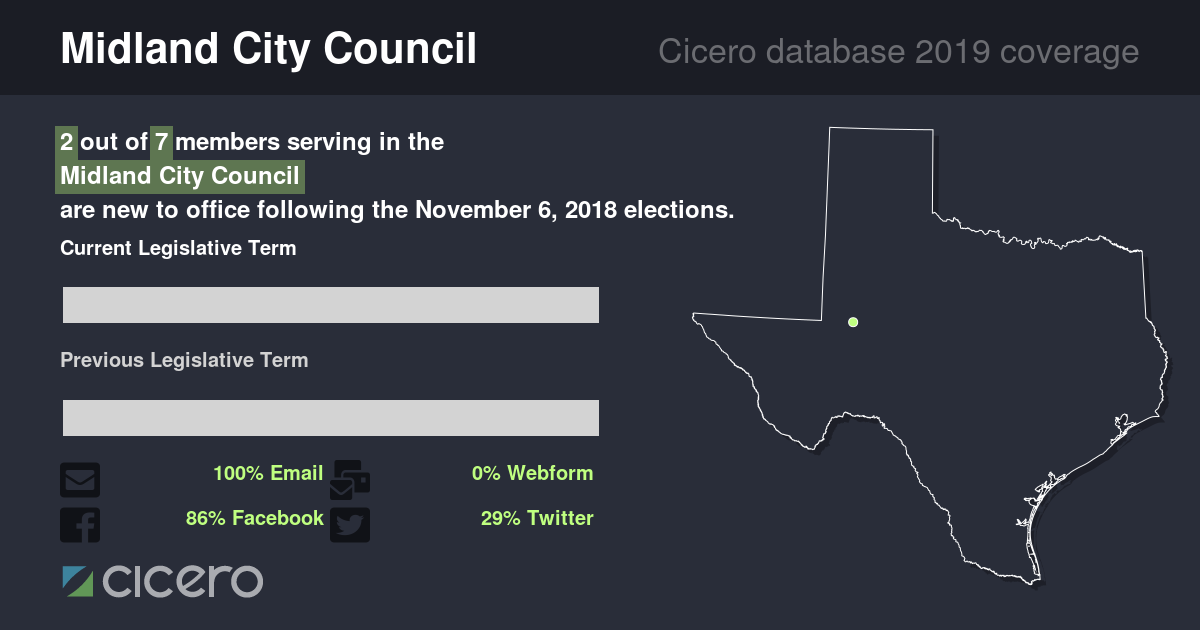 Midland City Council
Cicero database 2019 coverage
2 out of 7 members serving in the
Midland City Council
are new to office following the November 6, 2018 elections.
Current Legislative Term
Previous Legislative Term
100% Email
0% Webform
86% Facebook
29% Twitter
cicero